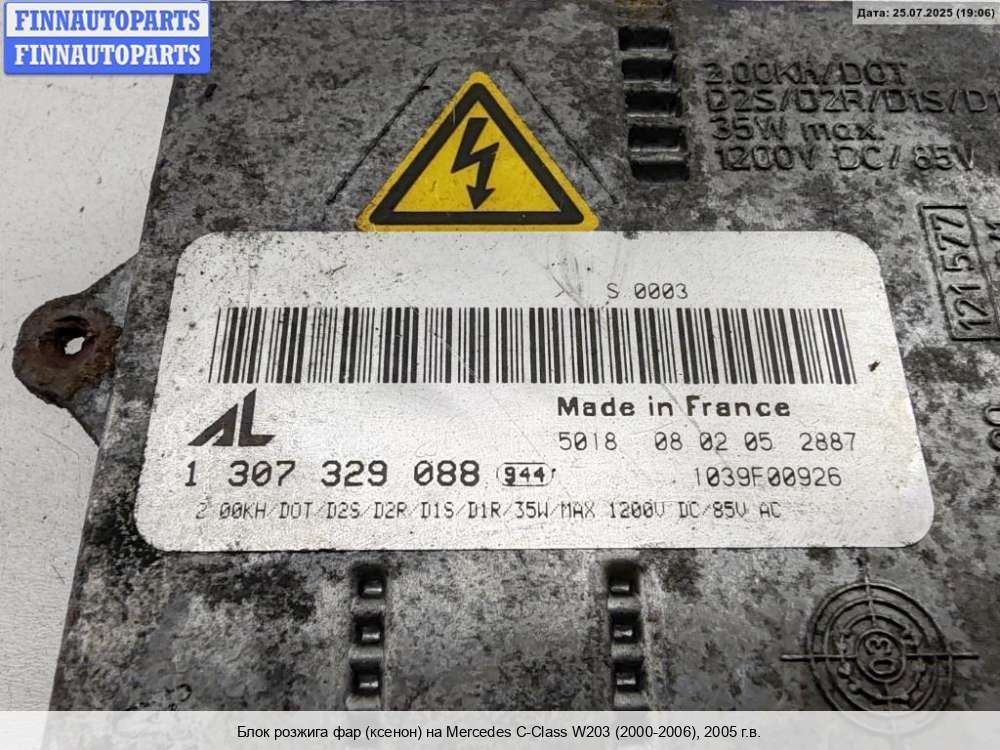 FINNAUTOPARTS
FINNAUTOPARTS
Дата: 25.07.2025 (19:06)
2.00KH/DOT
D2S/D2R/D1S/D1
35W max.
1200V DC/85V
121577
S 0003
AL
Made in France
5018 08 02 05 2887
1 307 329 088 944
1039F00926
2 00KH/DOT/D2S/D2R/D1S/D1R/35W/MAX 1200V DC/85V AC
03
Блок розжига фар (ксенон) на Mercedes C-Class W203 (2000-2006), 2005 г.в.